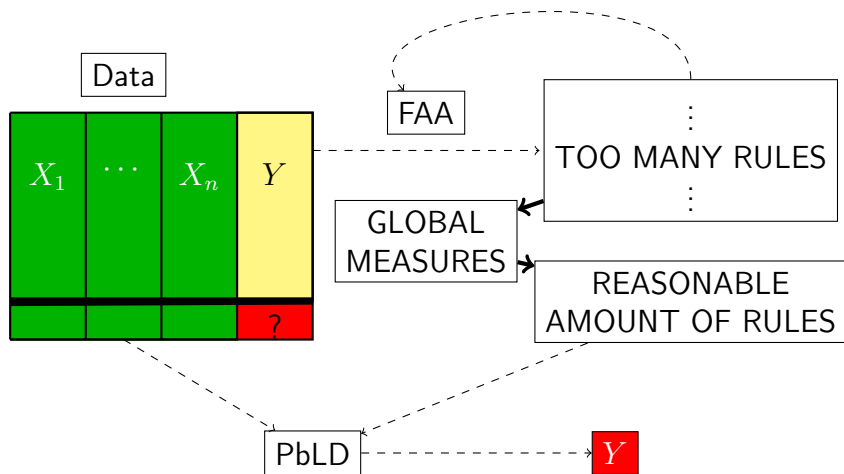 Data
FAA
X₁ ⋯ Xₙ Y
⋮
TOO MANY RULES
⋮
GLOBAL
MEASURES
REASONABLE
AMOUNT OF RULES
?
PbLD
Y